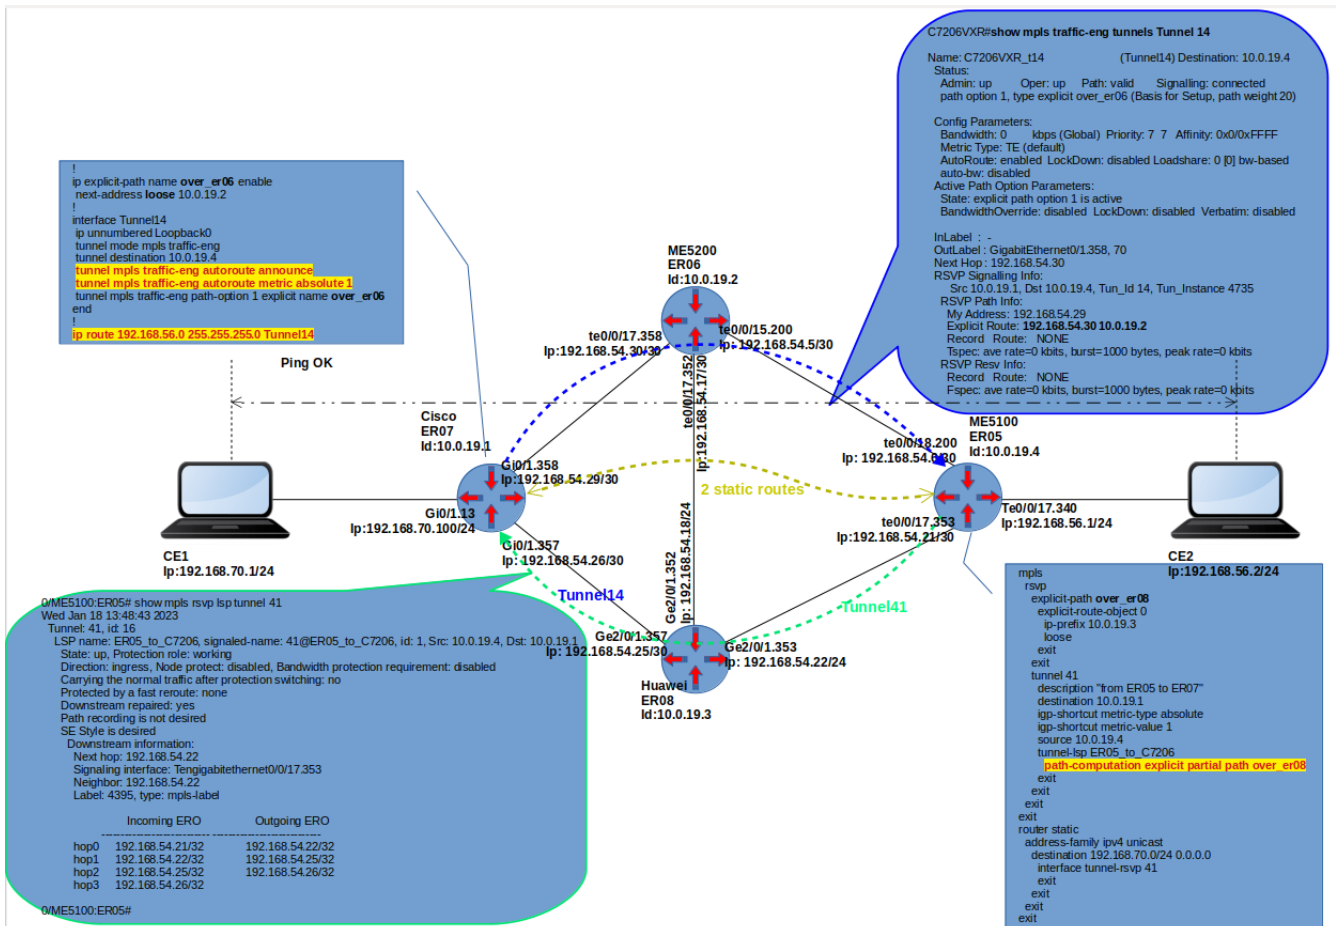 C7206VXR#show mpls traffic-eng tunnels Tunnel 14
Name: C7206VXR_t14 (Tunnel14) Destination: 10.0.19.4
Status:
Admin: up Oper: up Path: valid Signalling: connected
path option 1, type explicit over_er06 (Basis for Setup, path weight 20)
Config Parameters:
Bandwidth: 0 kbps (Global) Priority: 7 7 Affinity: 0x0/0xFFFF
Metric Type: TE (default)
AutoRoute: enabled LockDown: disabled Loadshare: 0 [0] bw-based
auto-bw: disabled
Active Path Option Parameters:
State: explicit path option 1 is active
BandwidthOverride: disabled LockDown: disabled Verbatim: disabled
InLabel : -
OutLabel : GigabitEthernet0/1.358, 70
Next Hop : 192.168.54.30
RSVP Signalling Info:
Src 10.0.19.1, Dst 10.0.19.4, Tun_Id 14, Tun_Instance 4735
RSVP Path Info:
My Address: 192.168.54.29
Explicit Route: 192.168.54.30 10.0.19.2
Record Route: NONE
Tspec: ave rate=0 kbits, burst=1000 bytes, peak rate=0 kbits
RSVP Resv Info:
Record Route: NONE
Fspec: ave rate=0 kbits, burst=1000 bytes, peak rate=0 kbits
!
ip explicit-path name over_er06 enable
next-address loose 10.0.19.2
!
interface Tunnel14
ip unnumbered Loopback0
tunnel mode mpls traffic-eng
tunnel destination 10.0.19.4
tunnel mpls traffic-eng autoroute announce
tunnel mpls traffic-eng autoroute metric absolute 1
tunnel mpls traffic-eng path-option 1 explicit name over_er06
end
!
ip route 192.168.56.0 255.255.255.0 Tunnel14
Ping OK
ME5200
ER06
Id:10.0.19.2
te0/0/17.358
Ip:192.168.54.30/30
te0/0/15.200
Ip: 192.168.54.5/30
te0/0/17.352
Ip:192.168.54.17/30
Cisco
ER07
Id:10.0.19.1
ME5100
ER05
Id:10.0.19.4
te0/0/18.200
Ip: 192.168.54.6/30
Gi0/1.358
Ip:192.168.54.29/30
2 static routes
Gi0/1.13
Ip:192.168.70.100/24
Te0/0/17.340
Ip:192.168.56.1/24
te0/0/17.353
Ip:192.168.54.21/30
Gi0/1.357
Ip: 192.168.54.26/30
CE1
Ip:192.168.70.1/24
CE2
Ip:192.168.56.2/24
Ge2/0/1.352
Ip: 192.168.54.18/24
Tunnel14
Tunnel41
Ge2/0/1.357
Ip: 192.168.54.25/30
Ge2/0/1.353
Ip: 192.168.54.22/24
Huawei
ER08
Id:10.0.19.3
0/ME5100:ER05# show mpls rsvp lsp tunnel 41
Wed Jan 18 13:48:43 2023
Tunnel: 41, id: 16
LSP name: ER05_to_C7206, signaled-name: 41@ER05_to_C7206, id: 1, Src: 10.0.19.4, Dst: 10.0.19.1
State: up, Protection role: working
Direction: ingress, Node protect: disabled, Bandwidth protection requirement: disabled
Carrying the normal traffic after protection switching: no
Protected by a fast reroute: none
Downstream repaired: yes
Path recording is not desired
SE Style is desired
Downstream information:
Next hop: 192.168.54.22
Signaling interface: Tengigabitethernet0/0/17.353
Neighbor: 192.168.54.22
Label: 4395, type: mpls-label
Incoming ERO Outgoing ERO
---------------------------- ----------------------------
hop0 192.168.54.21/32 192.168.54.22/32
hop1 192.168.54.22/32 192.168.54.25/32
hop2 192.168.54.25/32 192.168.54.26/32
hop3 192.168.54.26/32
0/ME5100:ER05#
mpls
rsvp
explicit-path over_er08
explicit-route-object 0
ip-prefix 10.0.19.3
loose
exit
exit
tunnel 41
description "from ER05 to ER07"
destination 10.0.19.1
igp-shortcut metric-type absolute
igp-shortcut metric-value 1
source 10.0.19.4
tunnel-lsp ER05_to_C7206
path-computation explicit partial path over_er08
exit
exit
exit
exit
router static
address-family ipv4 unicast
destination 192.168.70.0/24 0.0.0.0
interface tunnel-rsvp 41
exit
exit
exit
exit